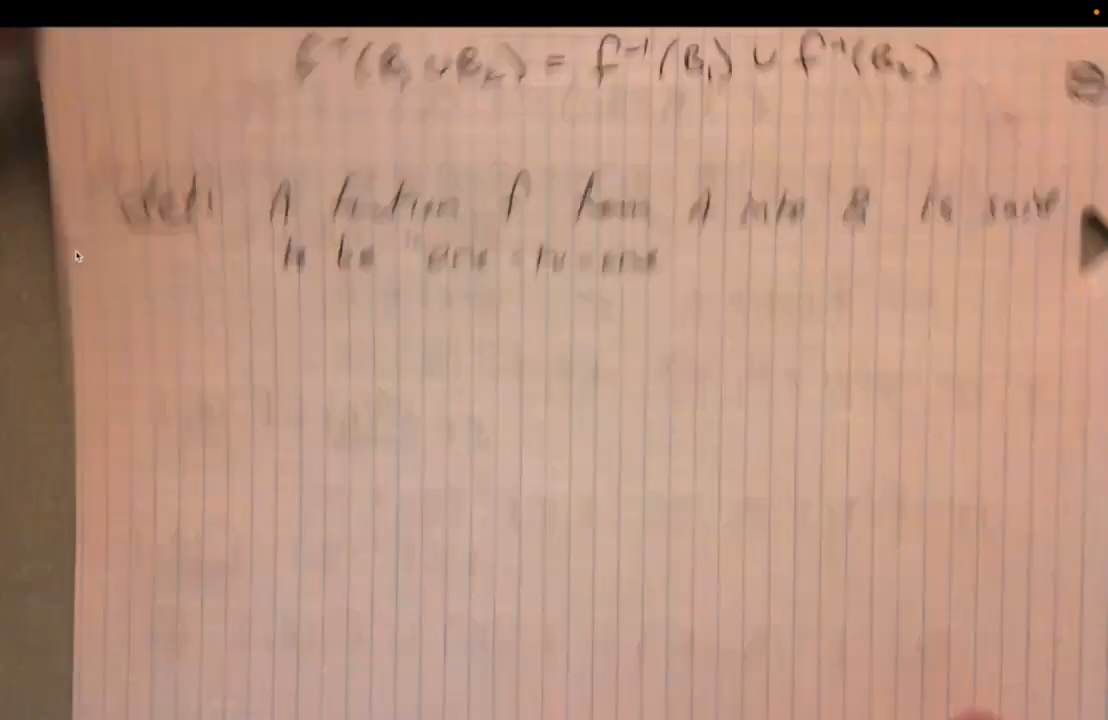 f⁻¹(B₁ ∪ B₂) = f⁻¹(B₁) ∪ f⁻¹(B₂)
def: A function f from A into B is said
to be "one-to-one